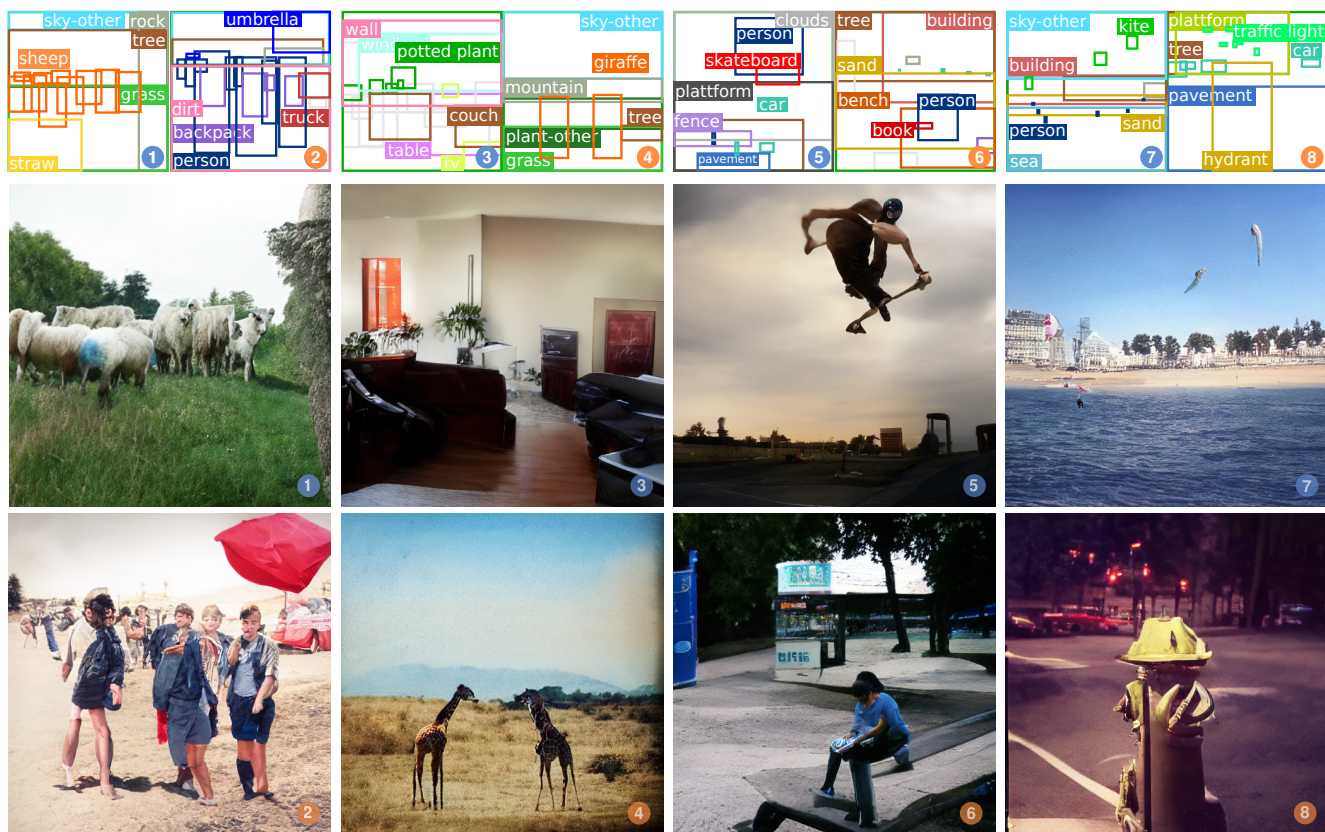 sky-other
rock
tree
sheep
grass
straw
1
umbrella
dirt
backpack
truck
person
2
wall
potted plant
couch
table
tv
3
sky-other
giraffe
mountain
tree
plant-other
grass
4
clouds
person
skateboard
plattform
car
fence
pavement
5
tree
building
sand
bench
person
book
6
sky-other
kite
building
sand
person
sea
7
plattform
traffic light
tree
car
pavement
hydrant
8
1
3
5
7
2
4
6
8